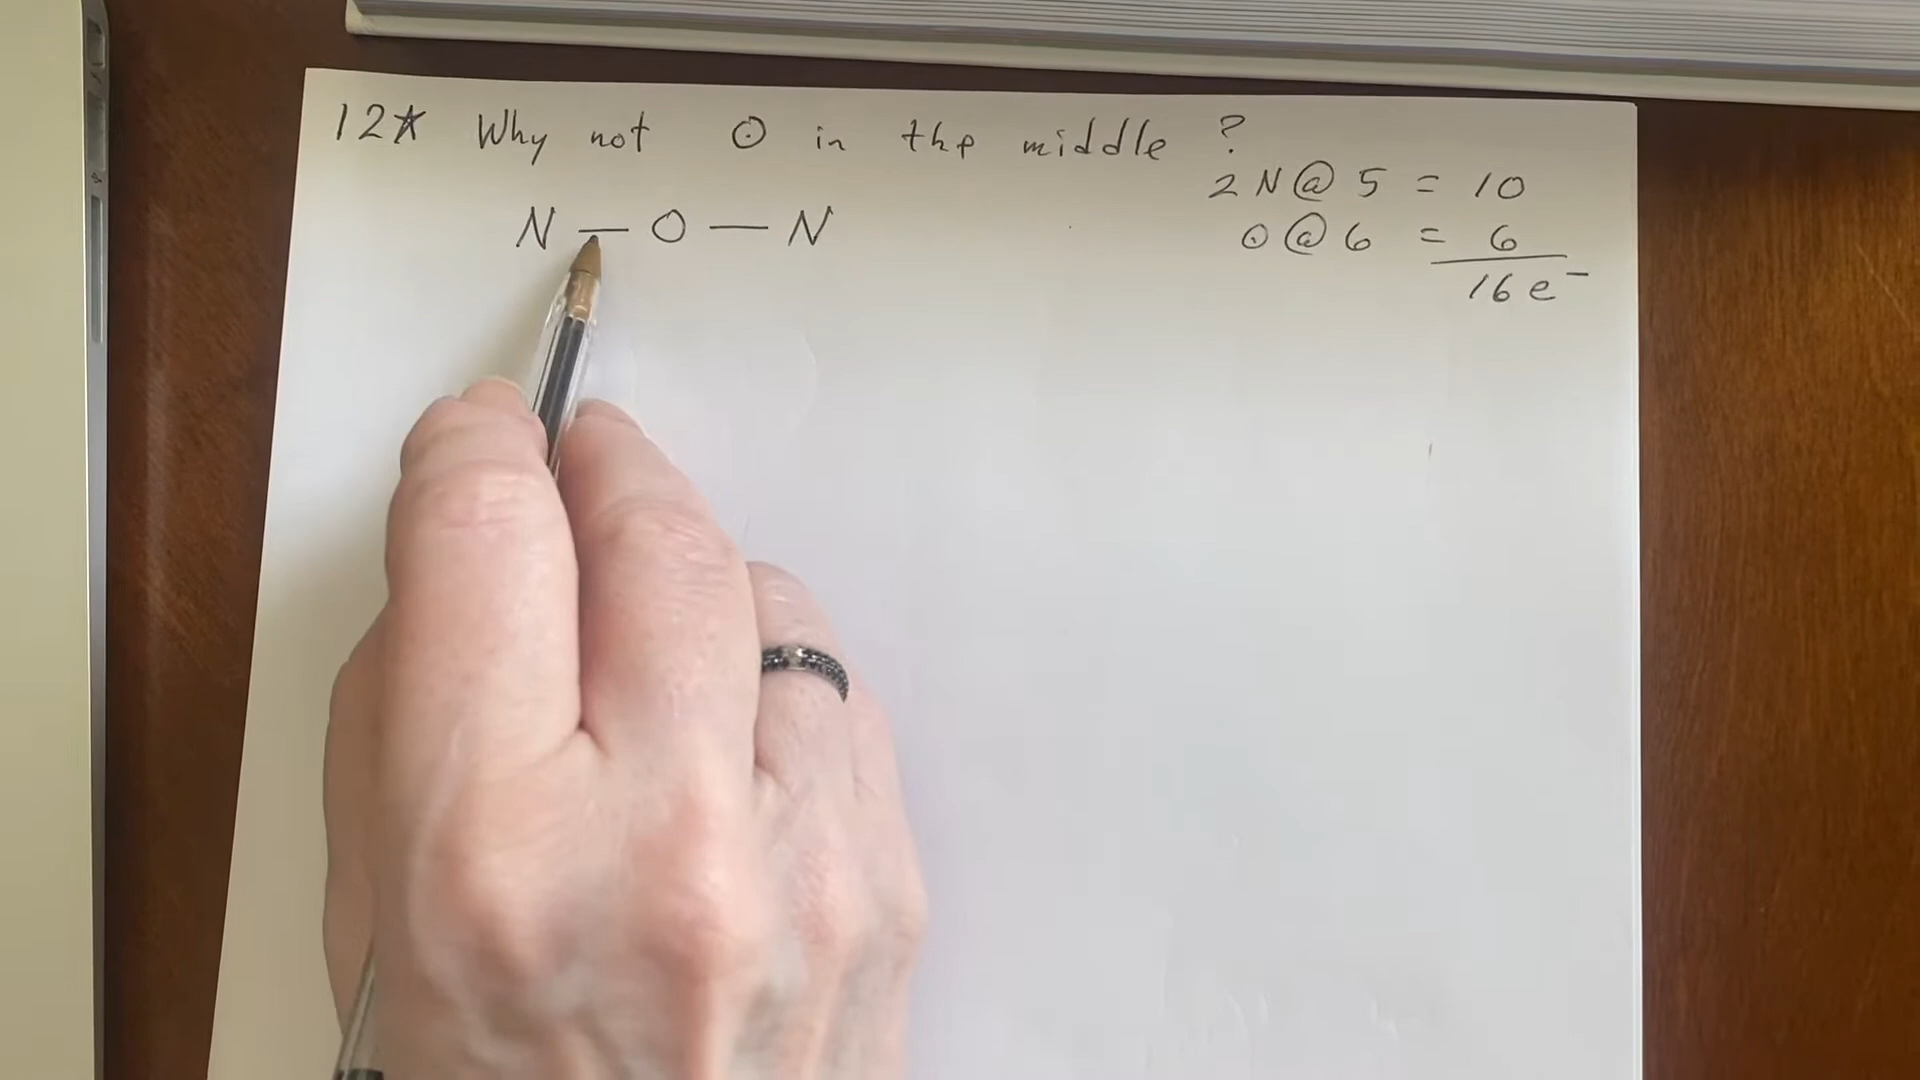 12* Why not O in the middle ?
2 N @ 5 = 10
N — O — N
O @ 6 = 6
16 e⁻